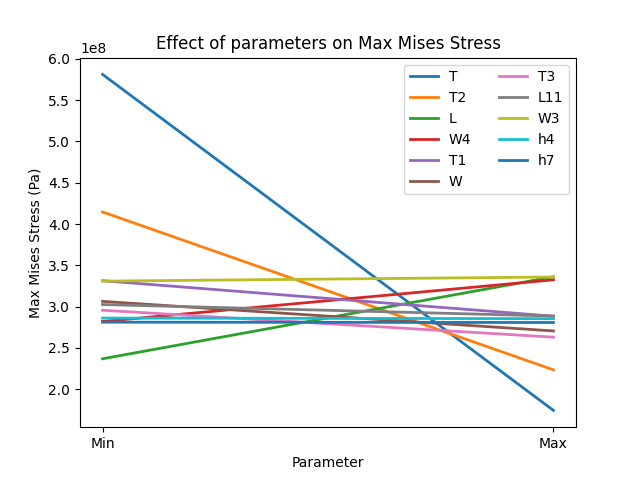 Effect of parameters on Max Mises Stress
1e8
6.0
5.5
5.0
4.5
4.0
3.5
3.0
2.5
2.0
Max Mises Stress (Pa)
T
T2
L
W4
T1
W
T3
L11
W3
h4
h7
Min
Max
Parameter